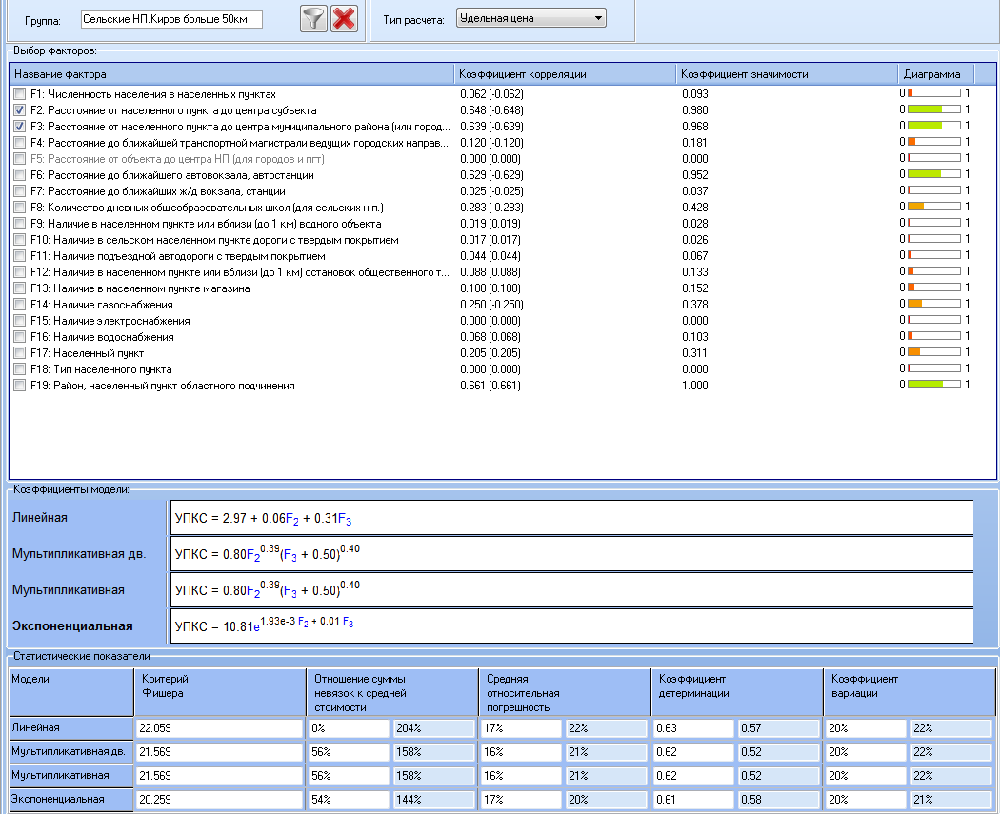 Группа: Сельские НП.Киров больше 50км Тип расчета: Удельная цена
Выбор факторов:
Название фактора Коэффициент корреляции Коэффициент значимости Диаграмма
F1: Численность населения в населенных пунктах 0.062 (-0.062) 0.093 0 1
F2: Расстояние от населенного пункта до центра субъекта 0.648 (-0.648) 0.980 0 1
F3: Расстояние от населенного пункта до центра муниципального района (или город... 0.639 (-0.639) 0.968 0 1
F4: Расстояние до ближайшей транспортной магистрали ведущих городских направ... 0.120 (-0.120) 0.181 0 1
F5: Расстояние от объекта до центра НП (для городов и пгт) 0.000 (0.000) 0.000 0 1
F6: Расстояние до ближайшего автовокзала, автостанции 0.629 (-0.629) 0.952 0 1
F7: Расстояние до ближайших ж/д вокзала, станции 0.025 (-0.025) 0.037 0 1
F8: Количество дневных общеобразовательных школ (для сельских н.п.) 0.283 (-0.283) 0.428 0 1
F9: Наличие в населенном пункте или вблизи (до 1 км) водного объекта 0.019 (0.019) 0.028 0 1
F10: Наличие в сельском населенном пункте дороги с твердым покрытием 0.017 (0.017) 0.026 0 1
F11: Наличие подъездной автодороги с твердым покрытием 0.044 (0.044) 0.067 0 1
F12: Наличие в населенном пункте или вблизи (до 1 км) остановок общественного т... 0.088 (0.088) 0.133 0 1
F13: Наличие в населенном пункте магазина 0.100 (0.100) 0.152 0 1
F14: Наличие газоснабжения 0.250 (-0.250) 0.378 0 1
F15: Наличие электроснабжения 0.000 (0.000) 0.000 0 1
F16: Наличие водоснабжения 0.068 (0.068) 0.103 0 1
F17: Населенный пункт 0.205 (0.205) 0.311 0 1
F18: Тип населенного пункта 0.000 (0.000) 0.000 0 1
F19: Район, населенный пункт областного подчинения 0.661 (0.661) 1.000 0 1
Коэффициенты модели:
Линейная УПКС = 2.97 + 0.06F2 + 0.31F3
Мультипликативная дв. УПКС = 0.80F2^0.39(F3 + 0.50)^0.40
Мультипликативная УПКС = 0.80F2^0.39(F3 + 0.50)^0.40
Экспоненциальная УПКС = 10.81e^1.93e-3 F2 + 0.01 F3
Статистические показатели
Модели Критерий Фишера Отношение суммы невязок к средней стоимости Средняя относительная погрешность Коэффициент детерминации Коэффициент вариации
Линейная 22.059 0% 204% 17% 22% 0.63 0.57 20% 22%
Мультипликативная дв. 21.569 56% 158% 16% 21% 0.62 0.52 20% 22%
Мультипликативная 21.569 56% 158% 16% 21% 0.62 0.52 20% 22%
Экспоненциальная 20.259 54% 144% 17% 20% 0.61 0.58 20% 21%